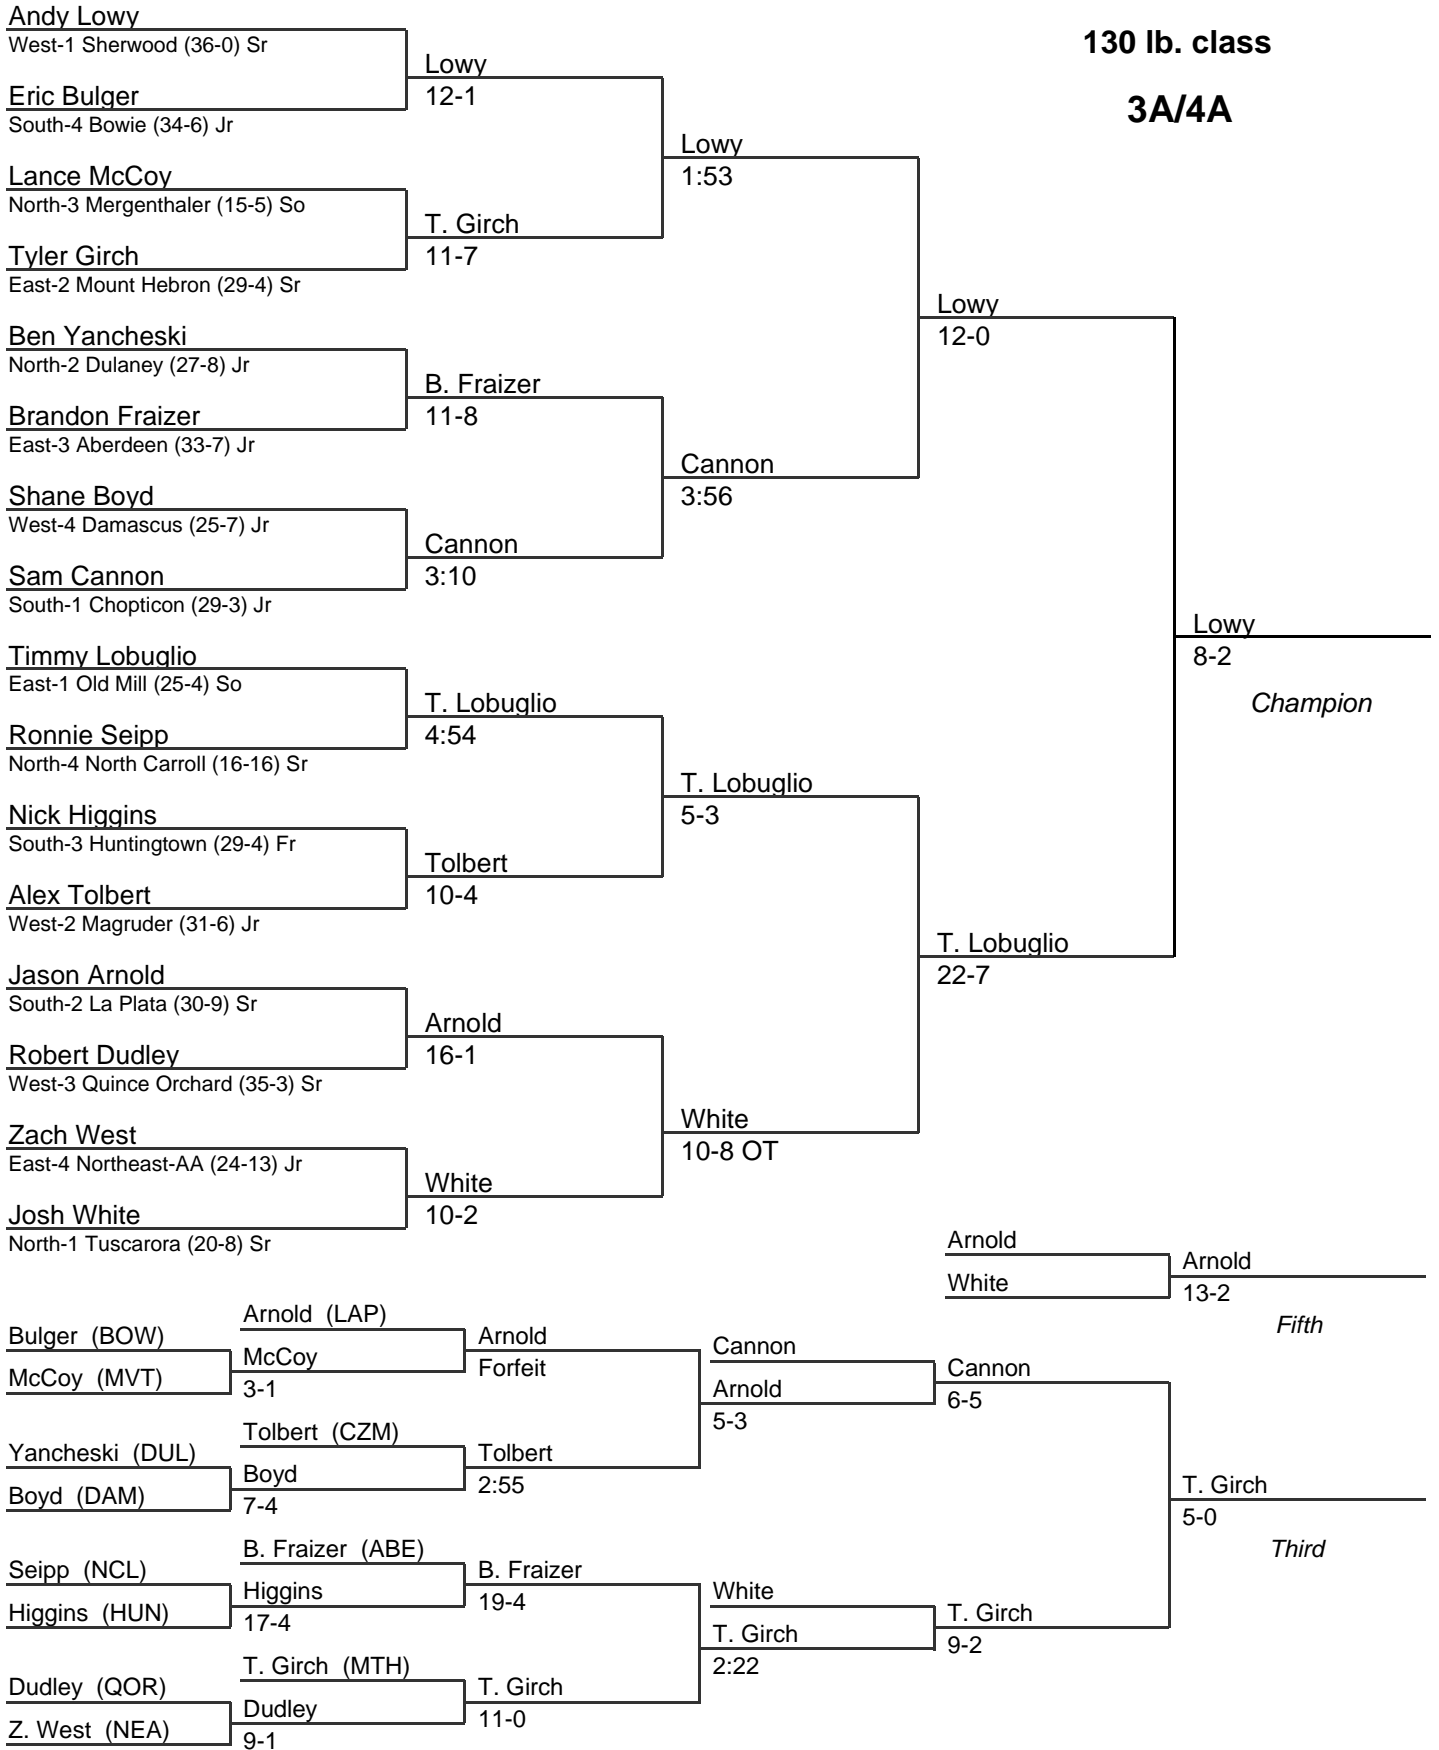 Andy Lowy
West-1 Sherwood (36-0) Sr
Eric Bulger
South-4 Bowie (34-6) Jr
Lance McCoy
North-3 Mergenthaler (15-5) So
Tyler Girch
East-2 Mount Hebron (29-4) Sr
Ben Yancheski
North-2 Dulaney (27-8) Jr
Brandon Fraizer
East-3 Aberdeen (33-7) Jr
Shane Boyd
West-4 Damascus (25-7) Jr
Sam Cannon
South-1 Chopticon (29-3) Jr
Timmy Lobuglio
East-1 Old Mill (25-4) So
Ronnie Seipp
North-4 North Carroll (16-16) Sr
Nick Higgins
South-3 Huntingtown (29-4) Fr
Alex Tolbert
West-2 Magruder (31-6) Jr
Jason Arnold
South-2 La Plata (30-9) Sr
Robert Dudley
West-3 Quince Orchard (35-3) Sr
Zach West
East-4 Northeast-AA (24-13) Jr
Josh White
North-1 Tuscarora (20-8) Sr
Lowy
12-1
T. Girch
11-7
B. Fraizer
11-8
Cannon
3:10
T. Lobuglio
4:54
Tolbert
10-4
Arnold
16-1
White
10-2
Lowy
1:53
Cannon
3:56
T. Lobuglio
5-3
White
10-8 OT
Lowy
12-0
T. Lobuglio
22-7
130 lb. class
3A/4A
Lowy
8-2
Champion
Arnold
White
Arnold
13-2
Fifth
Bulger (BOW)
McCoy (MVT)
Yancheski (DUL)
Boyd (DAM)
Seipp (NCL)
Higgins (HUN)
Dudley (QOR)
Z. West (NEA)
Arnold (LAP)
McCoy
3-1
Tolbert (CZM)
Boyd
7-4
B. Fraizer (ABE)
Higgins
17-4
T. Girch (MTH)
Dudley
9-1
Arnold
Forfeit
Tolbert
2:55
B. Fraizer
19-4
T. Girch
11-0
Cannon
Arnold
5-3
White
T. Girch
2:22
Cannon
6-5
T. Girch
9-2
T. Girch
5-0
Third